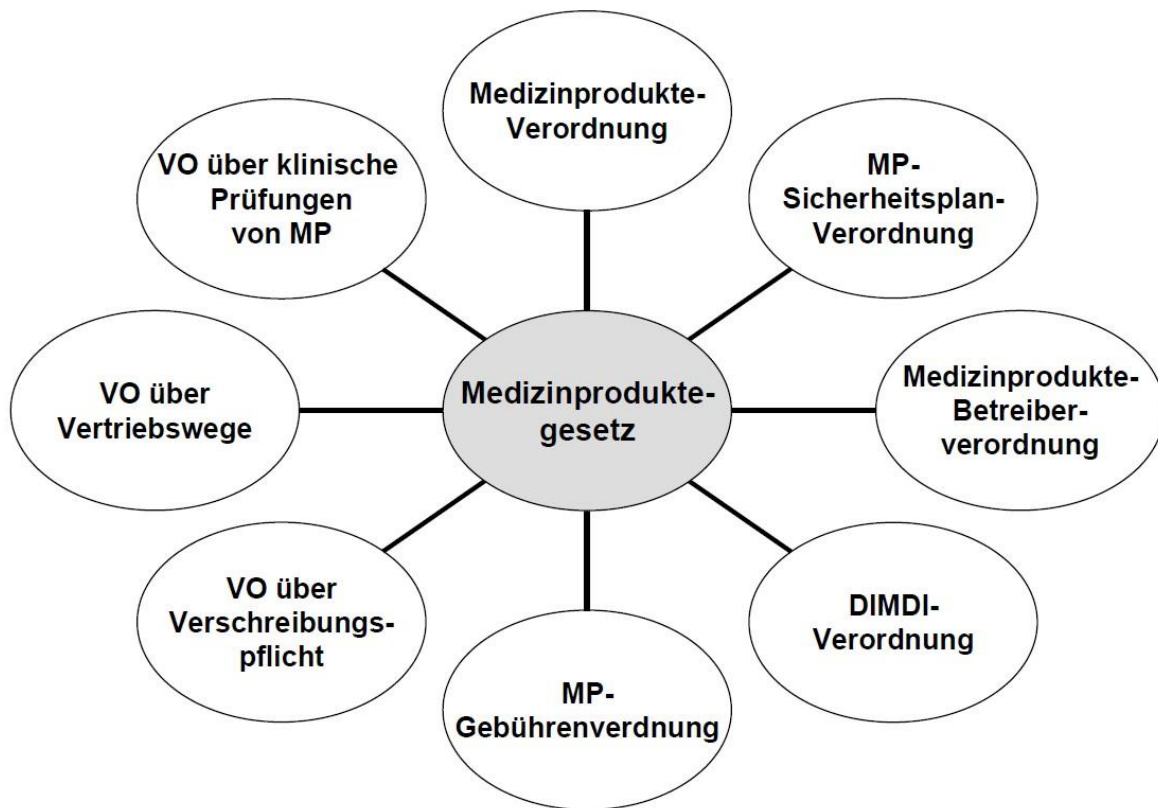 Medizinprodukte-
Verordnung
VO über klinische
Prüfungen
von MP
MP-
Sicherheitsplan-
Verordnung
VO über
Vertriebswege
Medizinprodukte-
gesetz
Medizinprodukte-
Betreiber-
verordnung
VO über
Verschreibungs-
pflicht
DIMDI-
Verordnung
MP-
Gebührenverdnung